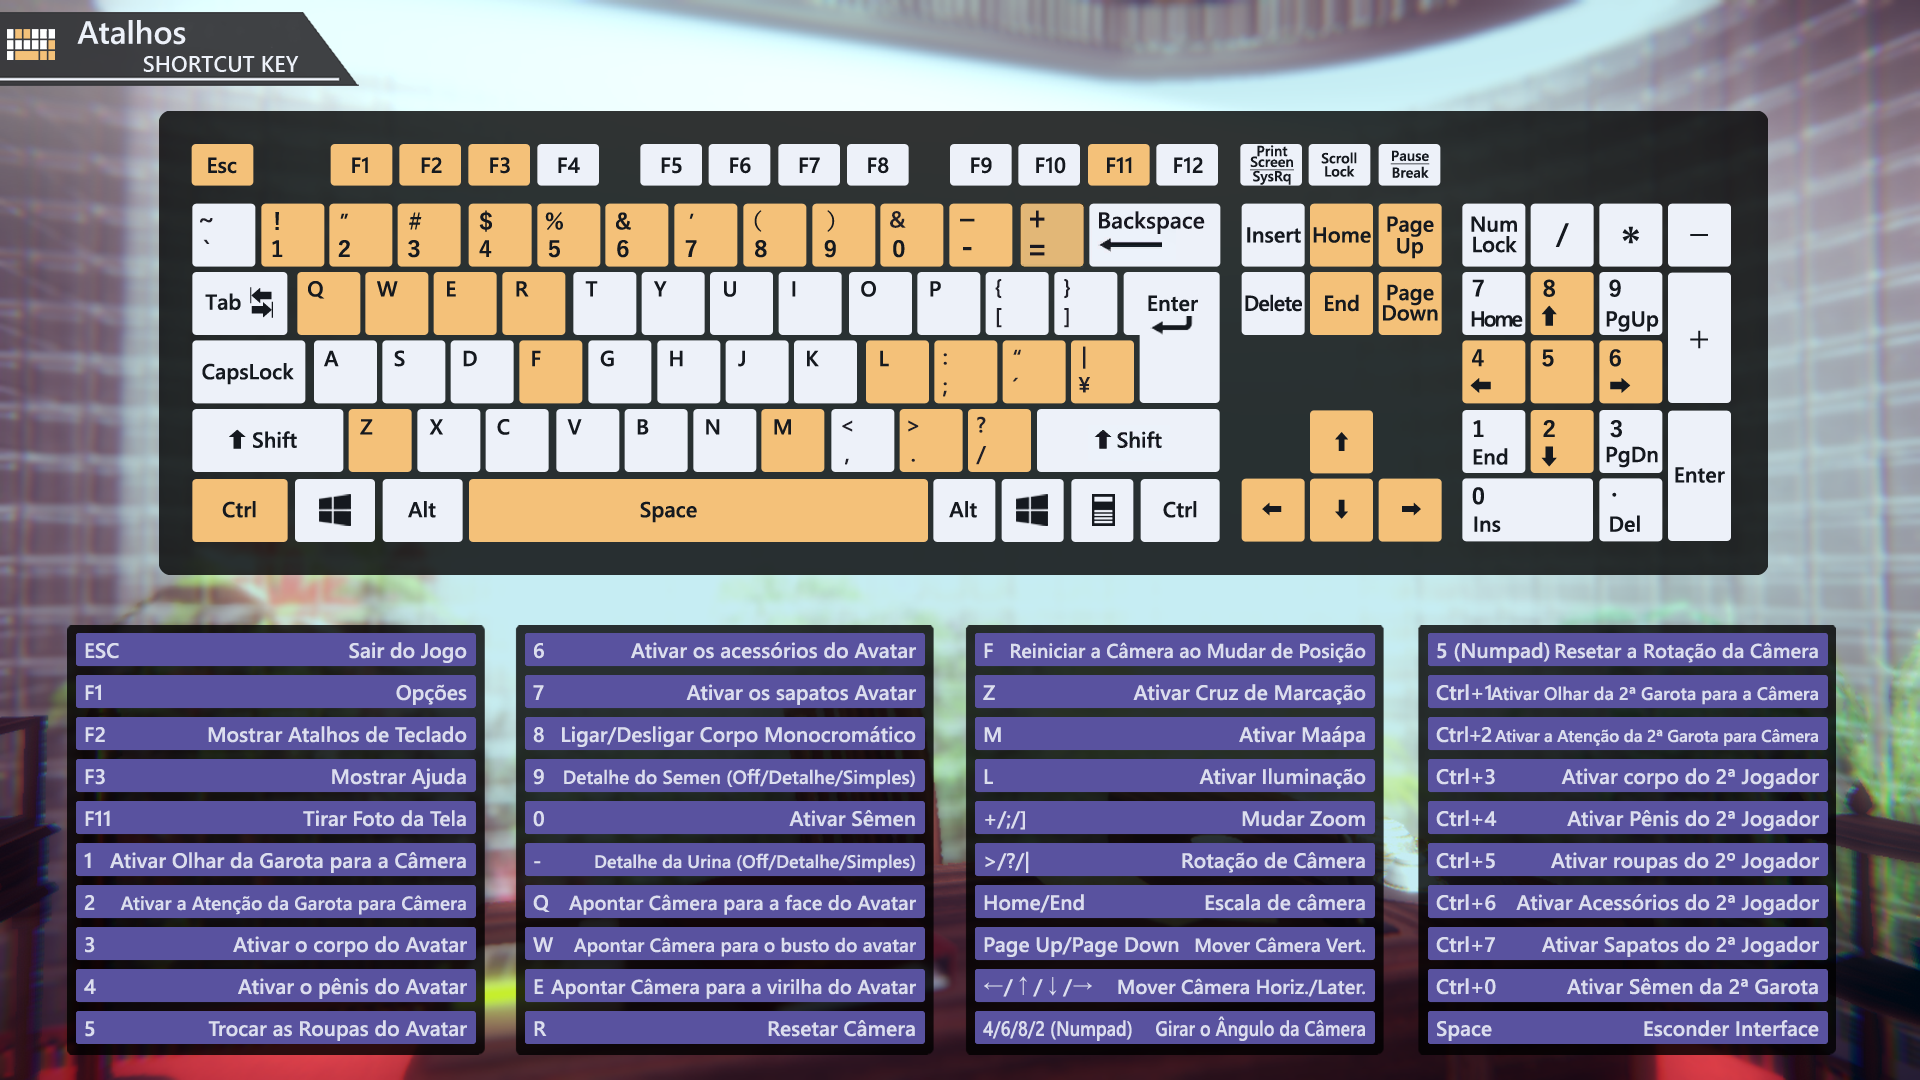 Atalhos
SHORTCUT KEY
Esc F1 F2 F3 F4 F5 F6 F7 F8 F9 F10 F11 F12 Print Screen SysRq Scroll Lock Pause Break
~ ` ! 1 " 2 # 3 $ 4 % 5 & 6 ' 7 ( 8 ) 9 & 0 − - + = Backspace Insert Home Page Up Num Lock / * −
Tab Q W E R T Y U I O P { [ } ] Enter Delete End Page Down 7 Home 8 ⬆ 9 PgUp +
CapsLock A S D F G H J K L : ; “ ´ | ¥ 4 ⬅ 5 6 ➡
⬆ Shift Z X C V B N M < , > . ? / ⬆ Shift ⬆ 1 End 2 ⬇ 3 PgDn Enter
Ctrl Alt Space Alt Ctrl ⬅ ⬇ ➡ 0 Ins . Del
ESC Sair do Jogo
F1 Opções
F2 Mostrar Atalhos de Teclado
F3 Mostrar Ajuda
F11 Tirar Foto da Tela
1 Ativar Olhar da Garota para a Câmera
2 Ativar a Atenção da Garota para Câmera
3 Ativar o corpo do Avatar
4 Ativar o pênis do Avatar
5 Trocar as Roupas do Avatar
6 Ativar os acessórios do Avatar
7 Ativar os sapatos Avatar
8 Ligar/Desligar Corpo Monocromático
9 Detalhe do Semen (Off/Detalhe/Simples)
0 Ativar Sêmen
- Detalhe da Urina (Off/Detalhe/Simples)
Q Apontar Câmera para a face do Avatar
W Apontar Câmera para o busto do avatar
E Apontar Câmera para a virilha do Avatar
R Resetar Câmera
F Reiniciar a Câmera ao Mudar de Posição
Z Ativar Cruz de Marcação
M Ativar Maápa
L Ativar Iluminação
+/;/] Mudar Zoom
>/?/| Rotação de Câmera
Home/End Escala de câmera
Page Up/Page Down Mover Câmera Vert.
←/↑/↓/→ Mover Câmera Horiz./Later.
4/6/8/2 (Numpad) Girar o Ângulo da Câmera
5 (Numpad) Resetar a Rotação da Câmera
Ctrl+1 Ativar Olhar da 2ª Garota para a Câmera
Ctrl+2 Ativar a Atenção da 2ª Garota para Câmera
Ctrl+3 Ativar corpo do 2ª Jogador
Ctrl+4 Ativar Pênis do 2ª Jogador
Ctrl+5 Ativar roupas do 2º Jogador
Ctrl+6 Ativar Acessórios do 2ª Jogador
Ctrl+7 Ativar Sapatos do 2ª Jogador
Ctrl+0 Ativar Sêmen da 2ª Garota
Space Esconder Interface